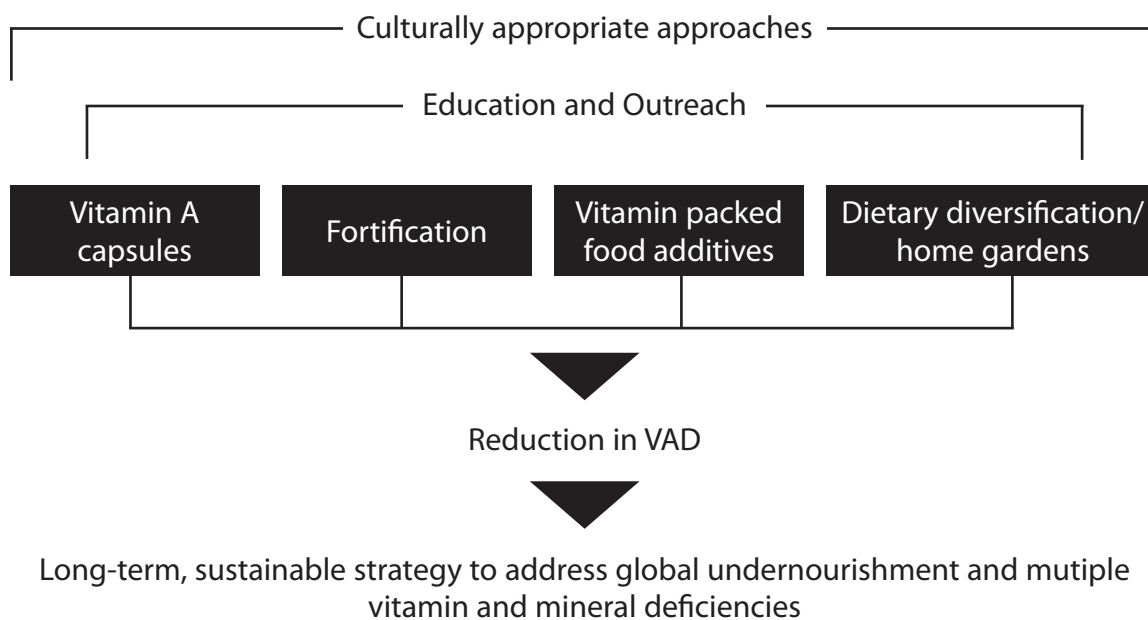 Culturally appropriate approaches
Education and Outreach
Vitamin A
capsules
Fortification
Vitamin packed
food additives
Dietary diversification/
home gardens
Reduction in VAD
Long-term, sustainable strategy to address global undernourishment and mutiple
vitamin and mineral deficiencies